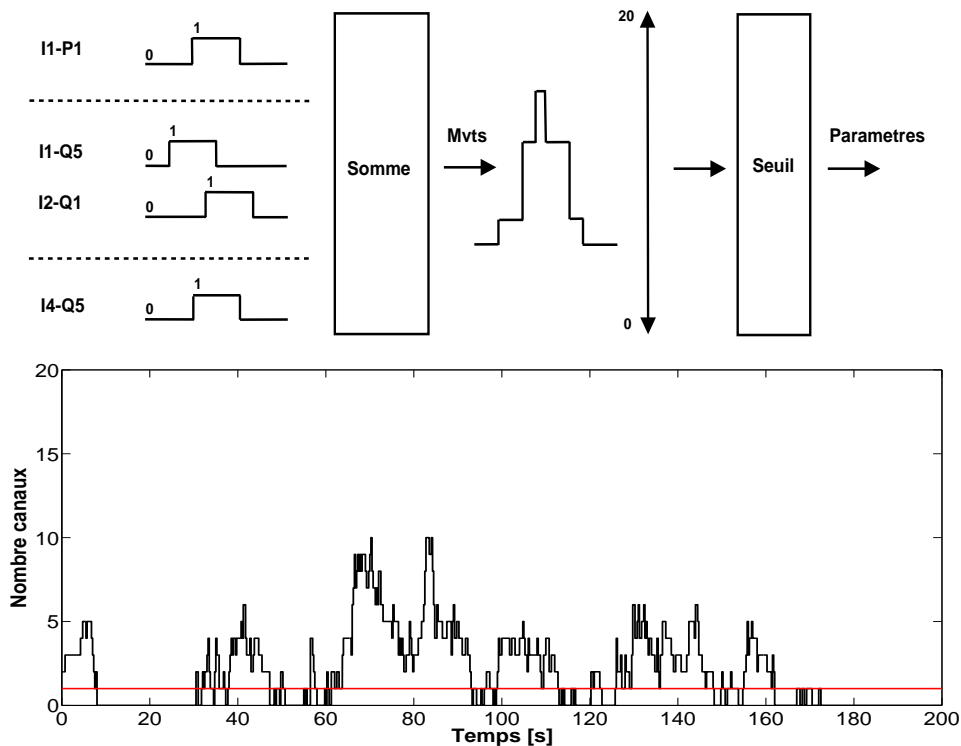 I1-P1
0
1
I1-Q5
0
1
I2-Q1
0
1
I4-Q5
0
1
Somme
Mvts
20
0
Seuil
Parametres
Nombre canaux
20
15
10
5
0
0 20 40 60 80 100 120 140 160 180 200
Temps [s]